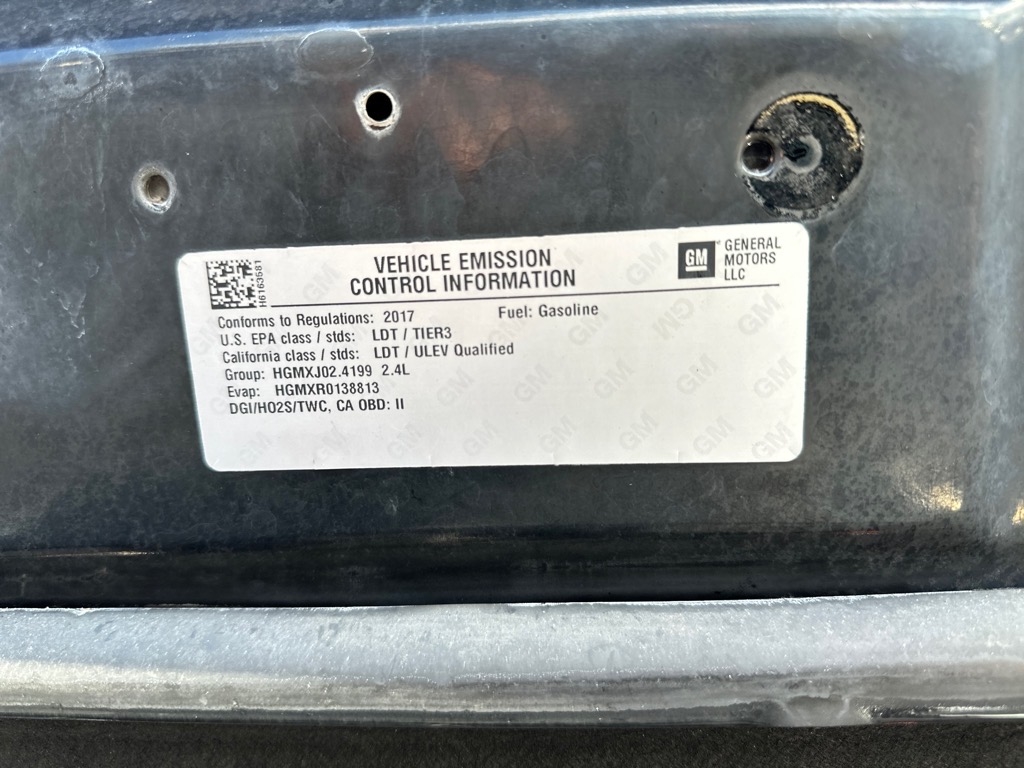 VEHICLE EMISSION
CONTROL INFORMATION
GM
GENERAL
MOTORS
LLC
H6163681
Conforms to Regulations: 2017 Fuel: Gasoline
U.S. EPA class / stds: LDT / TIER3
California class / stds: LDT / ULEV Qualified
Group: HGMXJ02.4199 2.4L
Evap: HGMXR0138813
DGI/HO2S/TWC, CA OBD: II